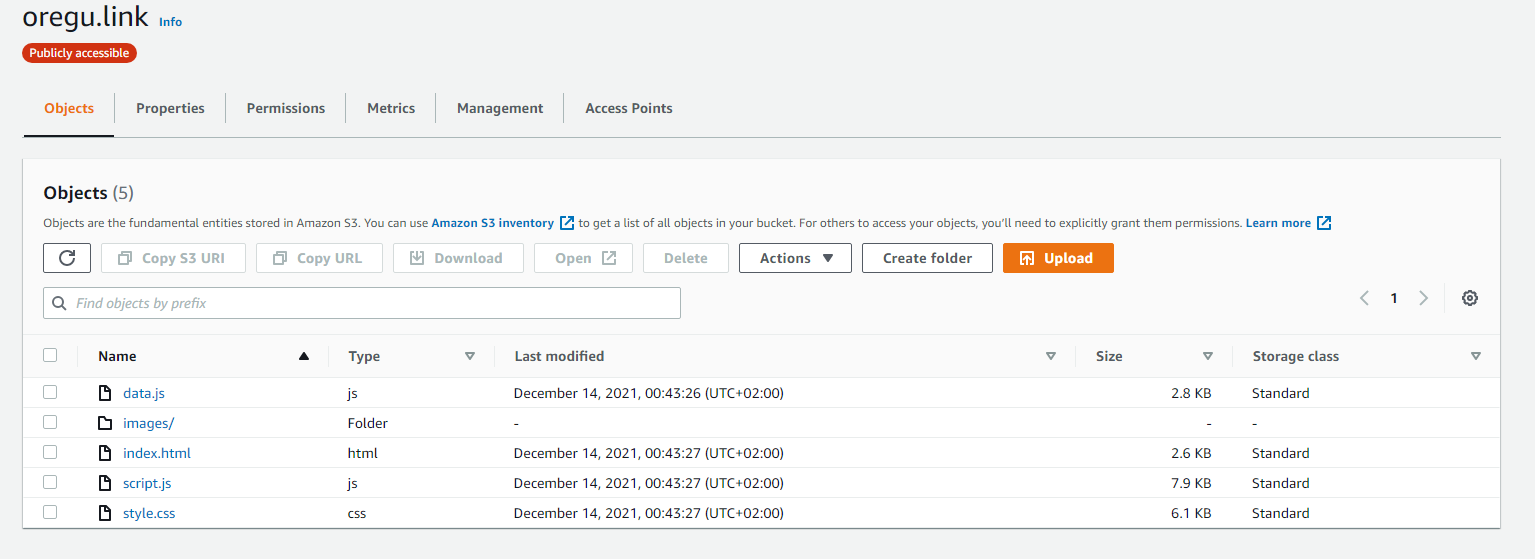 oregu.link Info
Publicly accessible
Objects Properties Permissions Metrics Management Access Points
Objects (5)
Objects are the fundamental entities stored in Amazon S3. You can use Amazon S3 inventory to get a list of all objects in your bucket. For others to access your objects, you'll need to explicitly grant them permissions. Learn more
Copy S3 URI Copy URL Download Open Delete Actions Create folder Upload
Find objects by prefix 1
Name Type Last modified Size Storage class
data.js js December 14, 2021, 00:43:26 (UTC+02:00) 2.8 KB Standard
images/ Folder - - -
index.html html December 14, 2021, 00:43:27 (UTC+02:00) 2.6 KB Standard
script.js js December 14, 2021, 00:43:27 (UTC+02:00) 7.9 KB Standard
style.css css December 14, 2021, 00:43:27 (UTC+02:00) 6.1 KB Standard